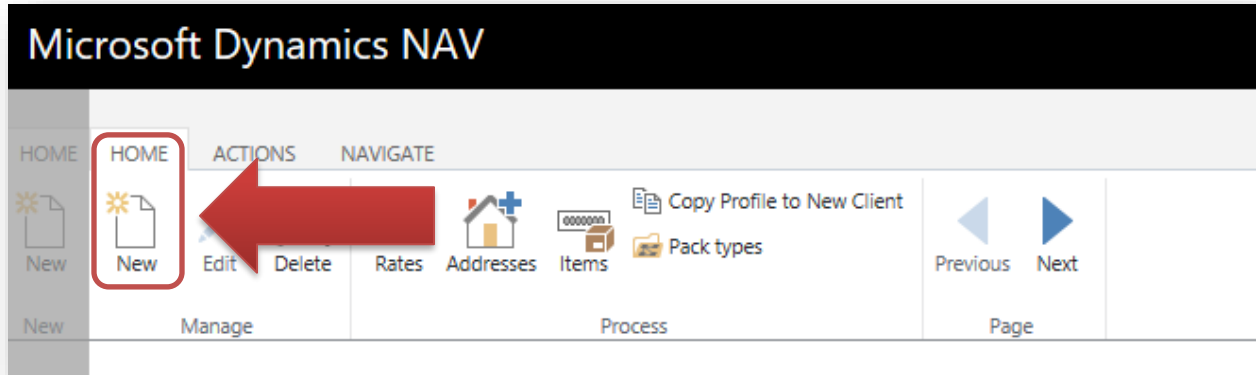 Microsoft Dynamics NAV
HOME HOME ACTIONS NAVIGATE
Copy Profile to New Client
Pack types
New New Edit Delete Rates Addresses Items Previous Next
New Manage Process Page